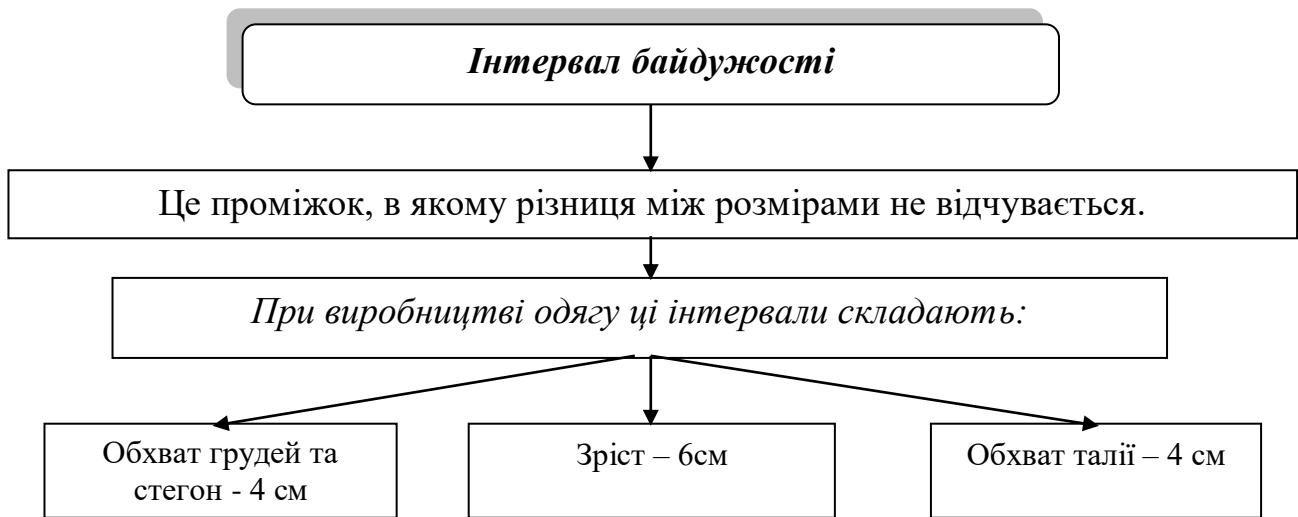 Інтервал байдужості
Це проміжок, в якому різниця між розмірами не відчувається.
При виробництві одягу ці інтервали складають:
Обхват грудей та
стегон - 4 см
Зріст – 6см
Обхват талії – 4 см